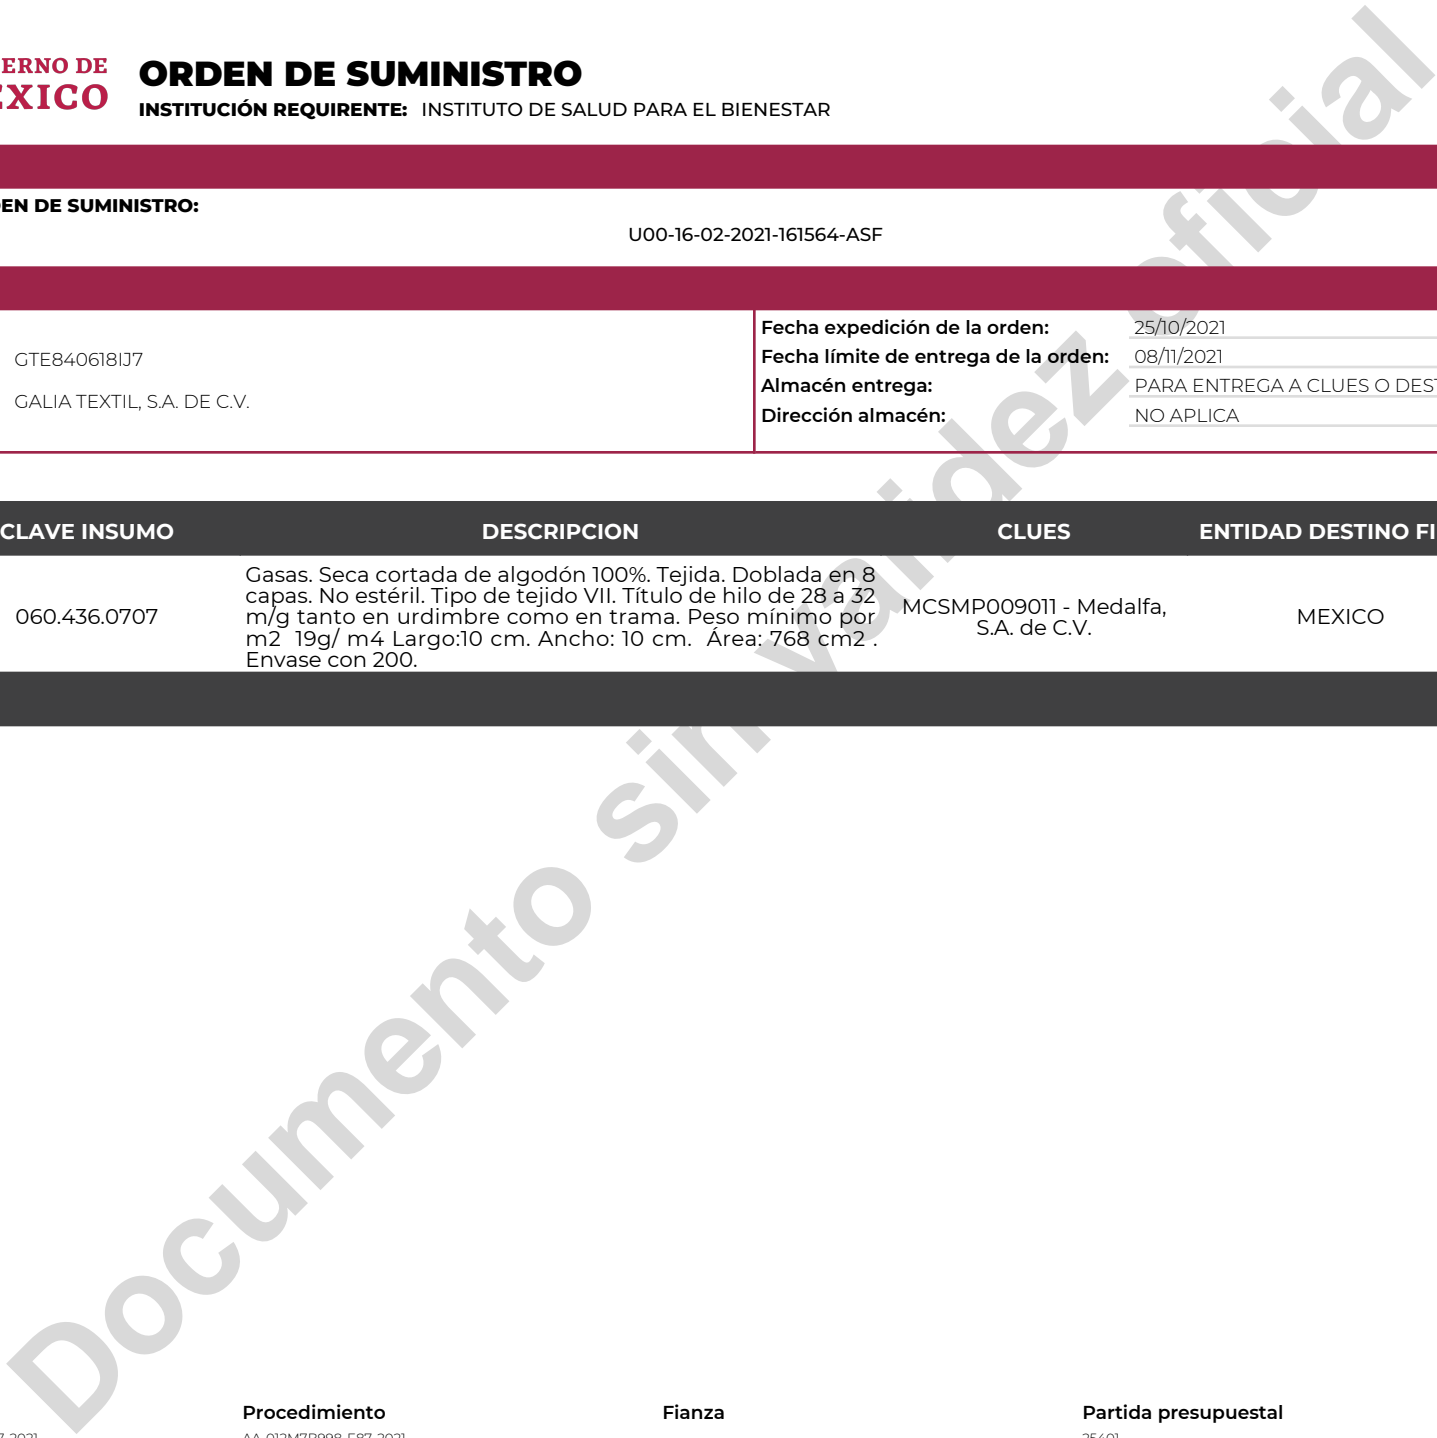 ERNO DE
EXICO
ORDEN DE SUMINISTRO
INSTITUCIÓN REQUIRENTE: INSTITUTO DE SALUD PARA EL BIENESTAR
EN DE SUMINISTRO:
U00-16-02-2021-161564-ASF
GTE840618IJ7
GALIA TEXTIL, S.A. DE C.V.
Fecha expedición de la orden: 25/10/2021
Fecha límite de entrega de la orden: 08/11/2021
Almacén entrega: PARA ENTREGA A CLUES O DEST
Dirección almacén: NO APLICA
CLAVE INSUMO DESCRIPCION CLUES ENTIDAD DESTINO FI
060.436.0707
Gasas. Seca cortada de algodón 100%. Tejida. Doblada en 8
capas. No estéril. Tipo de tejido VII. Título de hilo de 28 a 32
m/g tanto en urdimbre como en trama. Peso mínimo por
m2 19g/ m4 Largo:10 cm. Ancho: 10 cm. Área: 768 cm2 .
Envase con 200.
MCSMP009011 - Medalfa,
S.A. de C.V.
MEXICO
Documento sin validez oficial
Procedimiento Fianza Partida presupuestal